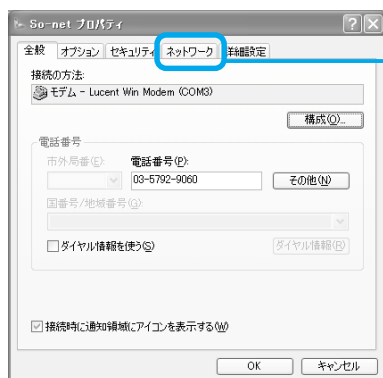 So-net プロパティ
全般 オプション セキュリティ ネットワーク 詳細設定
接続の方法:
モデム - Lucent Win Modem (COM3)
構成(O)...
電話番号
市外局番(E): 電話番号(P):
03-5792-9060 その他(N)
国番号/地域番号(G):
ダイヤル情報を使う(S) ダイヤル情報(R)
接続時に通知領域にアイコンを表示する(W)
OK キャンセル